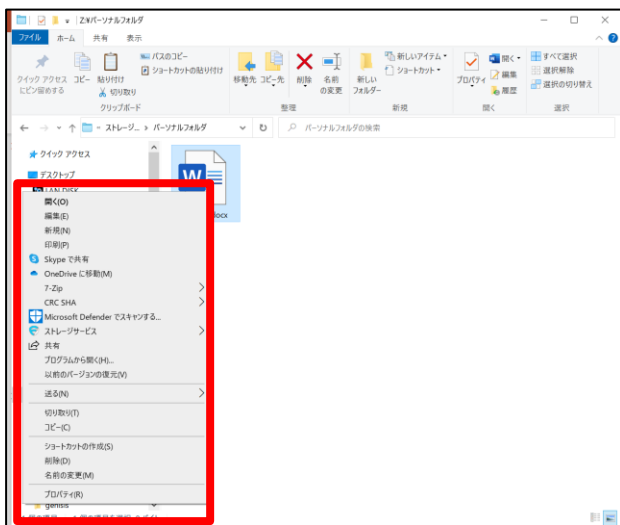 Z:¥パーソナルフォルダ
ファイル ホーム 共有 表示
クイック アクセスにピン留めする
コピー
貼り付け
パスのコピー
ショートカットの貼り付け
切り取り
移動先
コピー先
削除
名前の変更
新しいフォルダー
新しいアイテム
ショートカット
プロパティ
開く
編集
履歴
すべて選択
選択解除
選択の切り替え
クリップボード 整理 新規 開く 選択
ストレージ... » パーソナルフォルダ
パーソナルフォルダの検索
クイック アクセス
デスクトップ
LAN DISK
W
.docx
開く(O)
編集(E)
新規(N)
印刷(P)
Skype で共有
OneDrive に移動(M)
7-Zip
CRC SHA
Microsoft Defender でスキャンする...
ストレージサービス
共有
プログラムから開く(H)...
以前のバージョンの復元(V)
送る(N)
切り取り(T)
コピー(C)
ショートカットの作成(S)
削除(D)
名前の変更(M)
プロパティ(R)
genisis